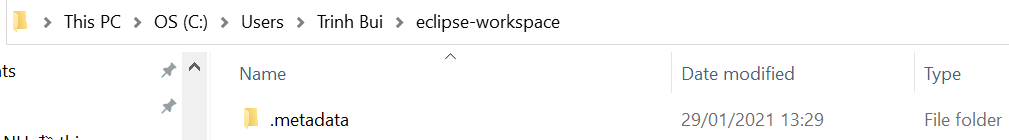 This PC > OS (C:) > Users > Trinh Bui > eclipse-workspace
nts
Name Date modified Type
.metadata 29/01/2021 13:29 File folder